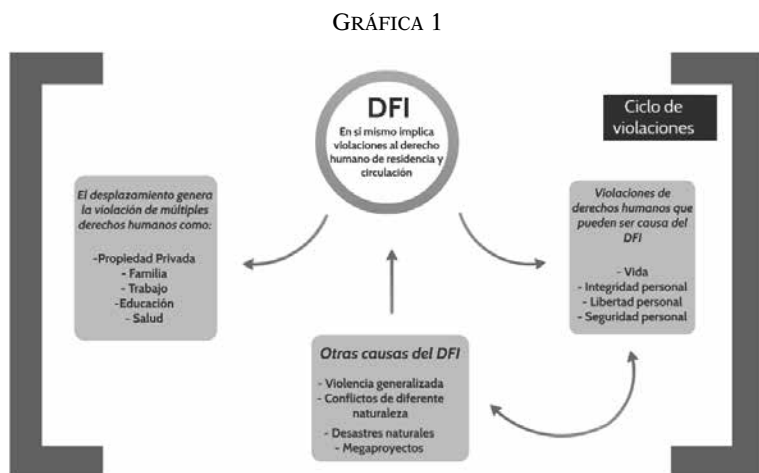 GRÁFICA 1
DFI
En sí mismo implica
violaciones al derecho
humano de residencia y
circulación
Ciclo de
violaciones
El desplazamiento genera
la violación de múltiples
derechos humanos como:
-Propiedad Privada
- Familia
- Trabajo
-Educación
- Salud
Violaciones de
derechos humanos que
pueden ser causa del
DFI
- Vida
- Integridad personal
- Libertad personal
- Seguridad personal
Otras causas del DFI
- Violencia generalizada
- Conflictos de diferente
naturaleza
- Desastres naturales
- Megaproyectos